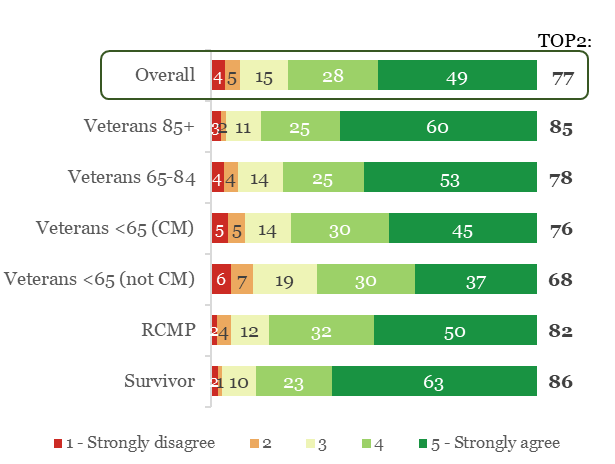 TOP2:
Overall 4 5 15 28 49 77
Veterans 85+ 3 2 11 25 60 85
Veterans 65-84 4 4 14 25 53 78
Veterans <65 (CM) 5 5 14 30 45 76
Veterans <65 (not CM) 6 7 19 30 37 68
RCMP 2 4 12 32 50 82
Survivor 2 1 10 23 63 86
1 - Strongly disagree 2 3 4 5 - Strongly agree